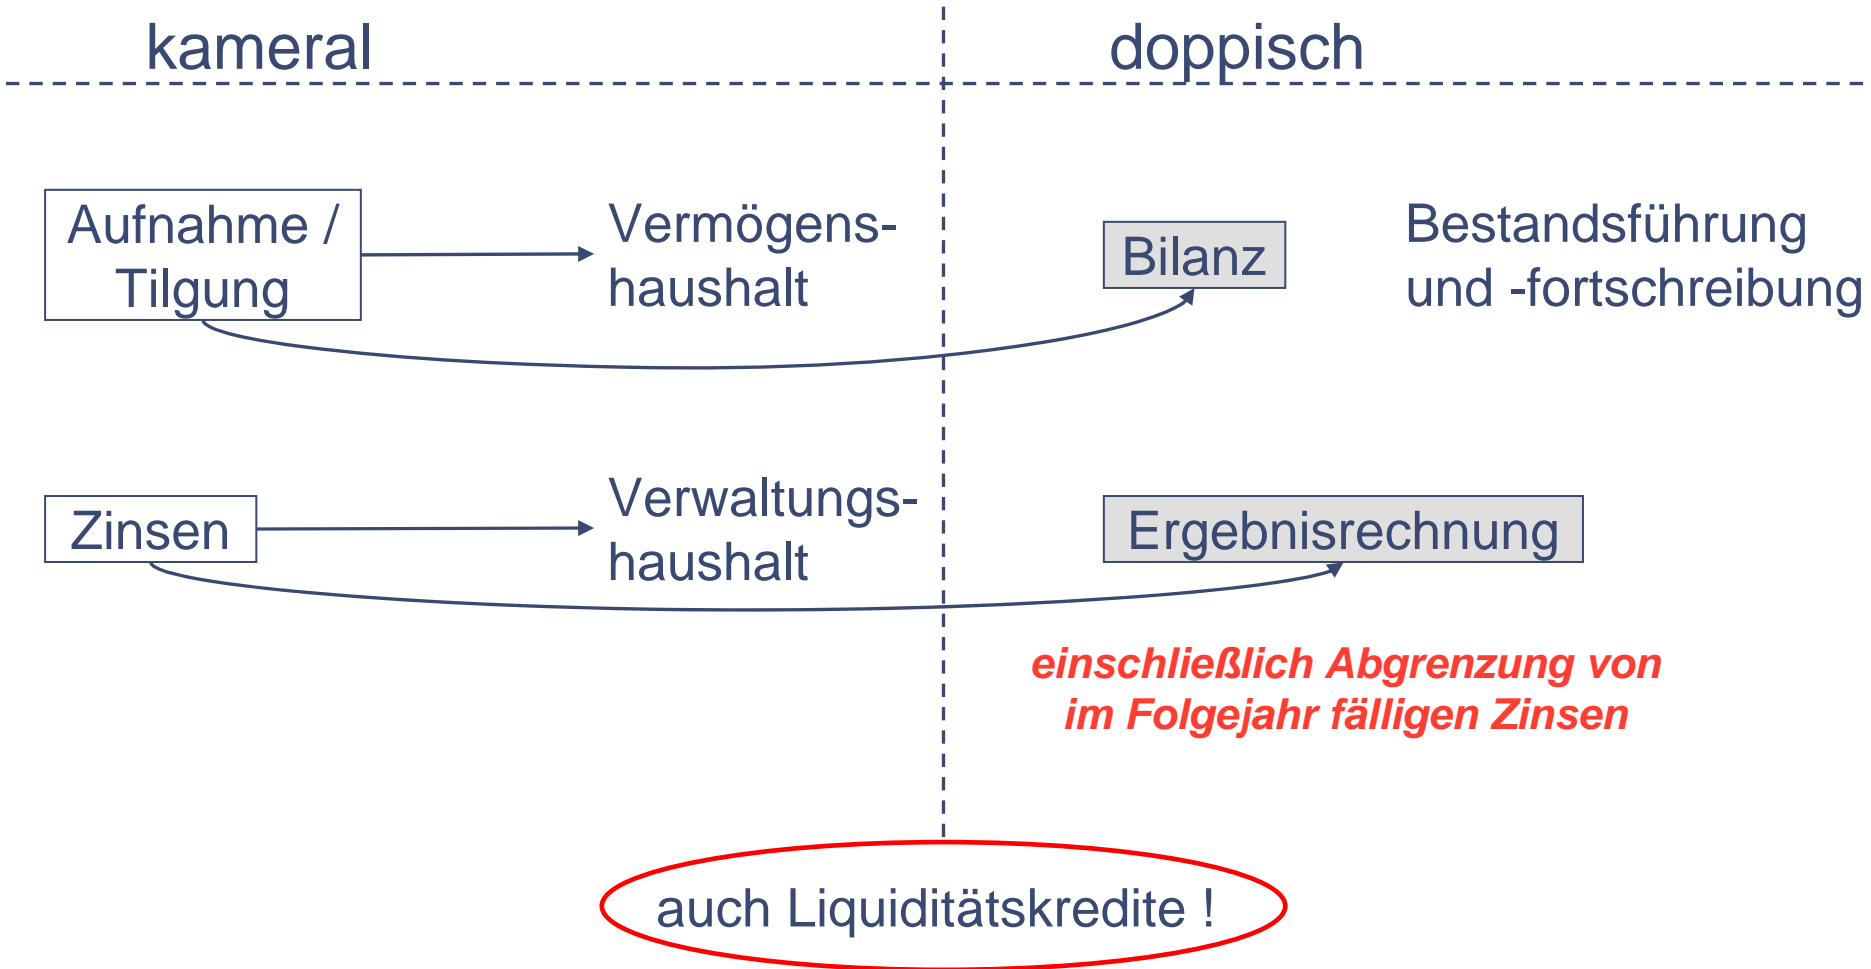 kameral
doppisch
Aufnahme /
Tilgung
Vermögens-
haushalt
Bilanz
Bestandsführung
und -fortschreibung
Zinsen
Verwaltungs-
haushalt
Ergebnisrechnung
einschließlich Abgrenzung von
im Folgejahr fälligen Zinsen
auch Liquiditätskredite !